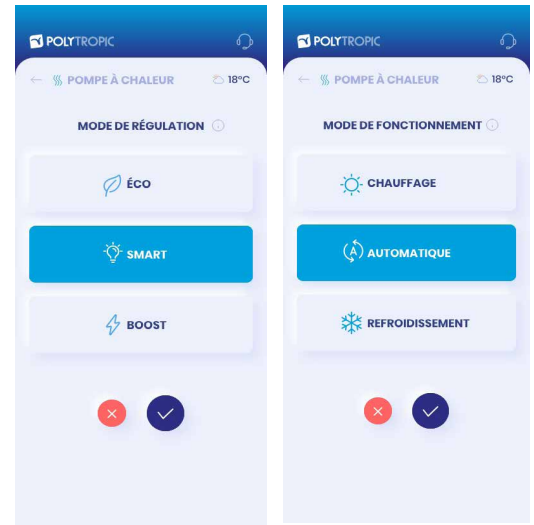 POLYTROPIC
POMPE À CHALEUR 18°C
MODE DE RÉGULATION
ÉCO
SMART
BOOST
POLYTROPIC
POMPE À CHALEUR 18°C
MODE DE FONCTIONNEMENT
CHAUFFAGE
A AUTOMATIQUE
REFROIDISSEMENT